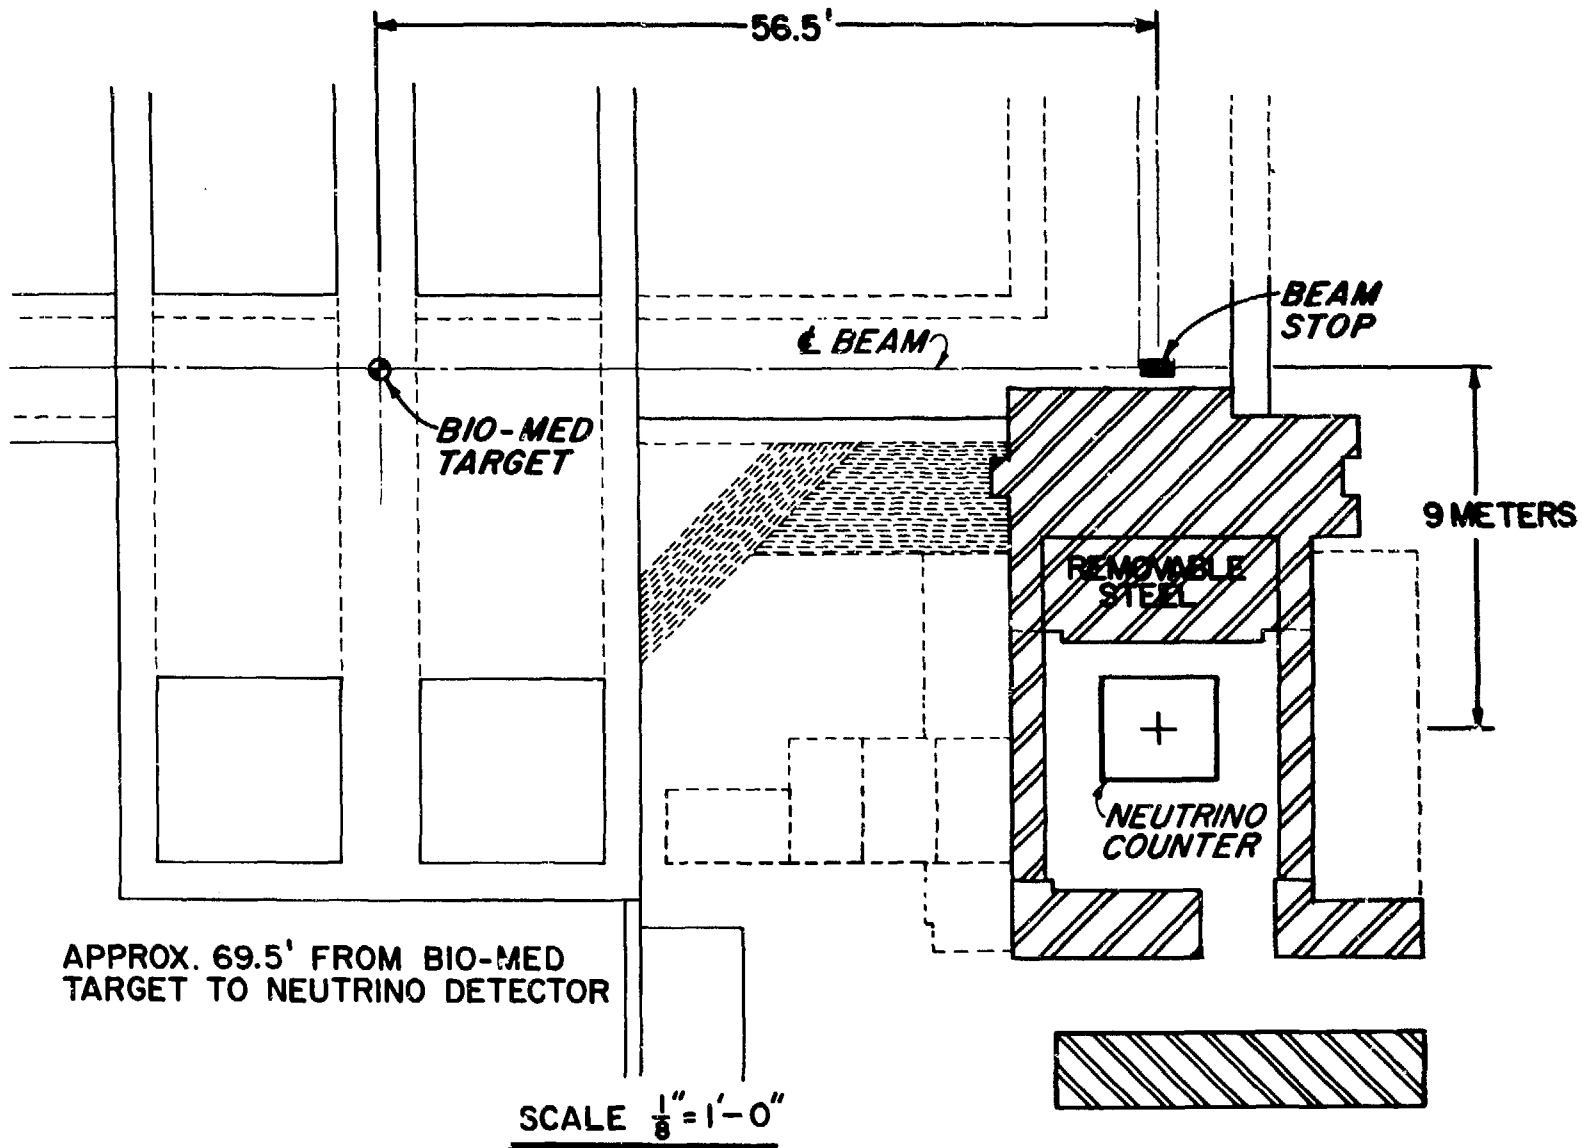 56.5'
BEAM
STOP
℄ BEAM
BIO-MED
TARGET
9 METERS
REMOVABLE
STEEL
NEUTRINO
COUNTER
APPROX. 69.5' FROM BIO-MED
TARGET TO NEUTRINO DETECTOR
SCALE 1/8" = 1'-0"